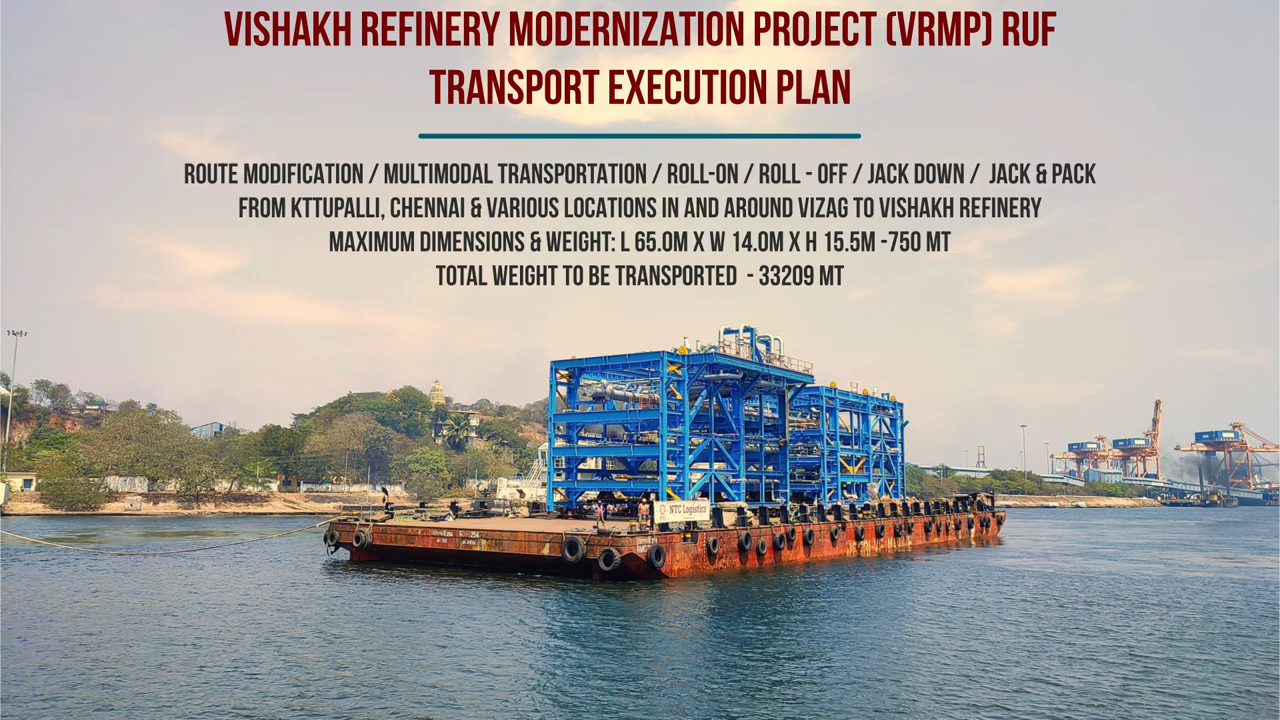 VISHAKH REFINERY MODERNIZATION PROJECT (VRMP) RUF
TRANSPORT EXECUTION PLAN
ROUTE MODIFICATION / MULTIMODAL TRANSPORTATION / ROLL-ON / ROLL - OFF / JACK DOWN / JACK & PACK
FROM KTTUPALLI, CHENNAI & VARIOUS LOCATIONS IN AND AROUND VIZAG TO VISHAKH REFINERY
MAXIMUM DIMENSIONS & WEIGHT: L 65.0M X W 14.0M X H 15.5M -750 MT
TOTAL WEIGHT TO BE TRANSPORTED - 33209 MT
NTC Logistics